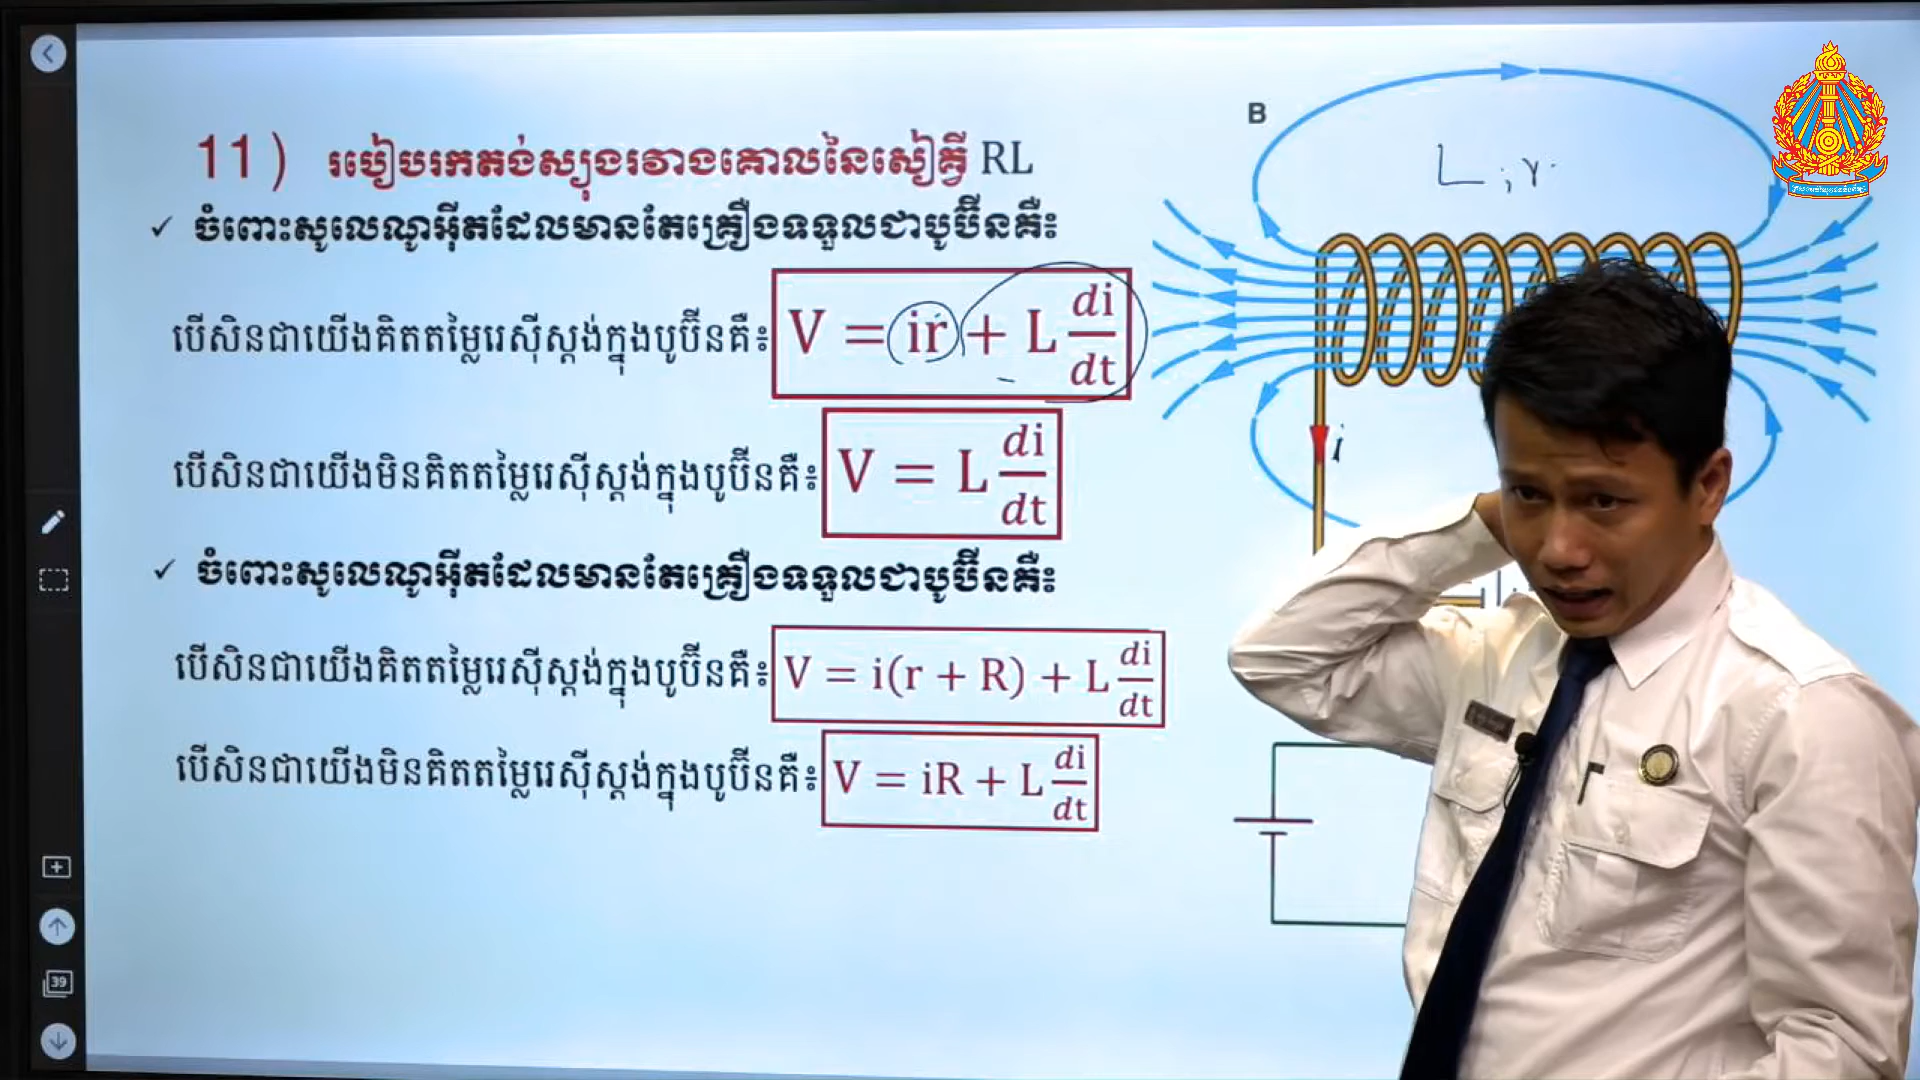 11) របៀបរកតង់ស្យុងរវាងគោលនៃសៀគ្វី RL
✓ ចំពោះសូលេណូអ៊ីតដែលមានតែគ្រឿងទទួលជាបូប៊ីនគឺ៖
បើសិនជាយើងគិតតម្លៃរេស៊ីស្តង់ក្នុងបូប៊ីនគឺ៖ V = ir + L di/dt
បើសិនជាយើងមិនគិតតម្លៃរេស៊ីស្តង់ក្នុងបូប៊ីនគឺ៖ V = L di/dt
✓ ចំពោះសូលេណូអ៊ីតដែលមានតែគ្រឿងទទួលជាបូប៊ីនគឺ៖
បើសិនជាយើងគិតតម្លៃរេស៊ីស្តង់ក្នុងបូប៊ីនគឺ៖ V = i(r + R) + L di/dt
បើសិនជាយើងមិនគិតតម្លៃរេស៊ីស្តង់ក្នុងបូប៊ីនគឺ៖ V = iR + L di/dt
B
L ; r
i
39